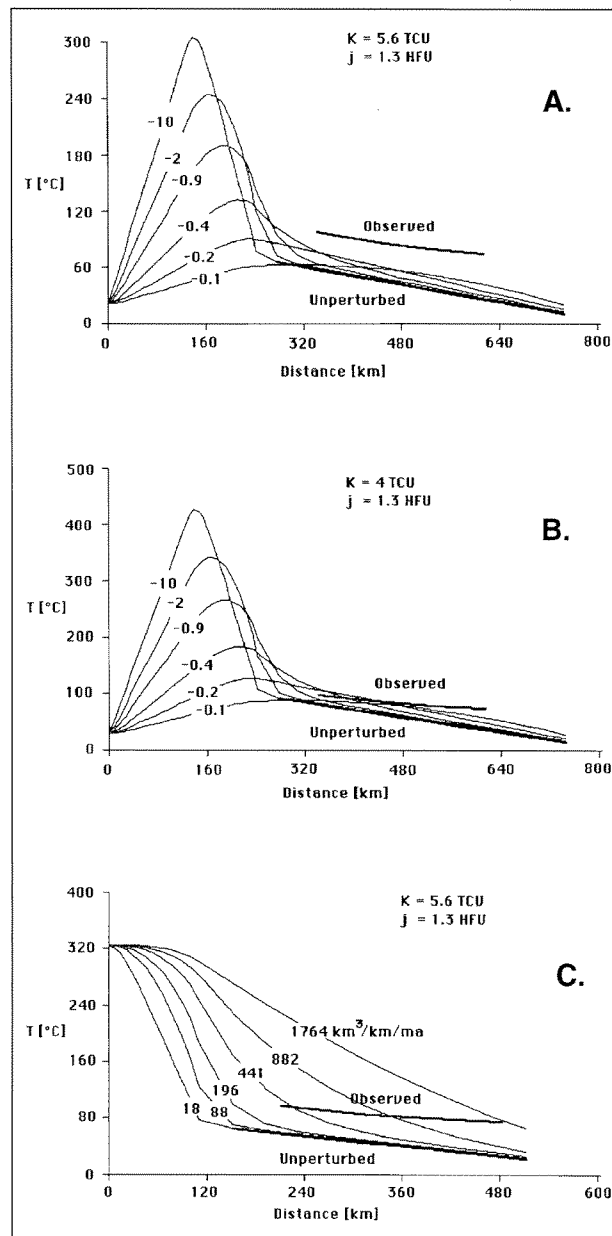 K = 5.6 TCU
j = 1.3 HFU
A.
300
240
180
120
60
0
T [°C]
-10
-2
-0.9
-0.4
-0.2
-0.1
Observed
Unperturbed
0 160 320 480 640 800
Distance [km]
K = 4 TCU
j = 1.3 HFU
B.
500
400
300
200
100
0
T [°C]
-10
-2
-0.9
-0.4
-0.2
-0.1
Observed
Unperturbed
0 160 320 480 640 800
Distance [km]
K = 5.6 TCU
j = 1.3 HFU
C.
400
320
240
160
80
0
T [°C]
1764 km³/km/ma
882
441
196
88
18
Observed
Unperturbed
0 120 240 360 480 600
Distance [km]